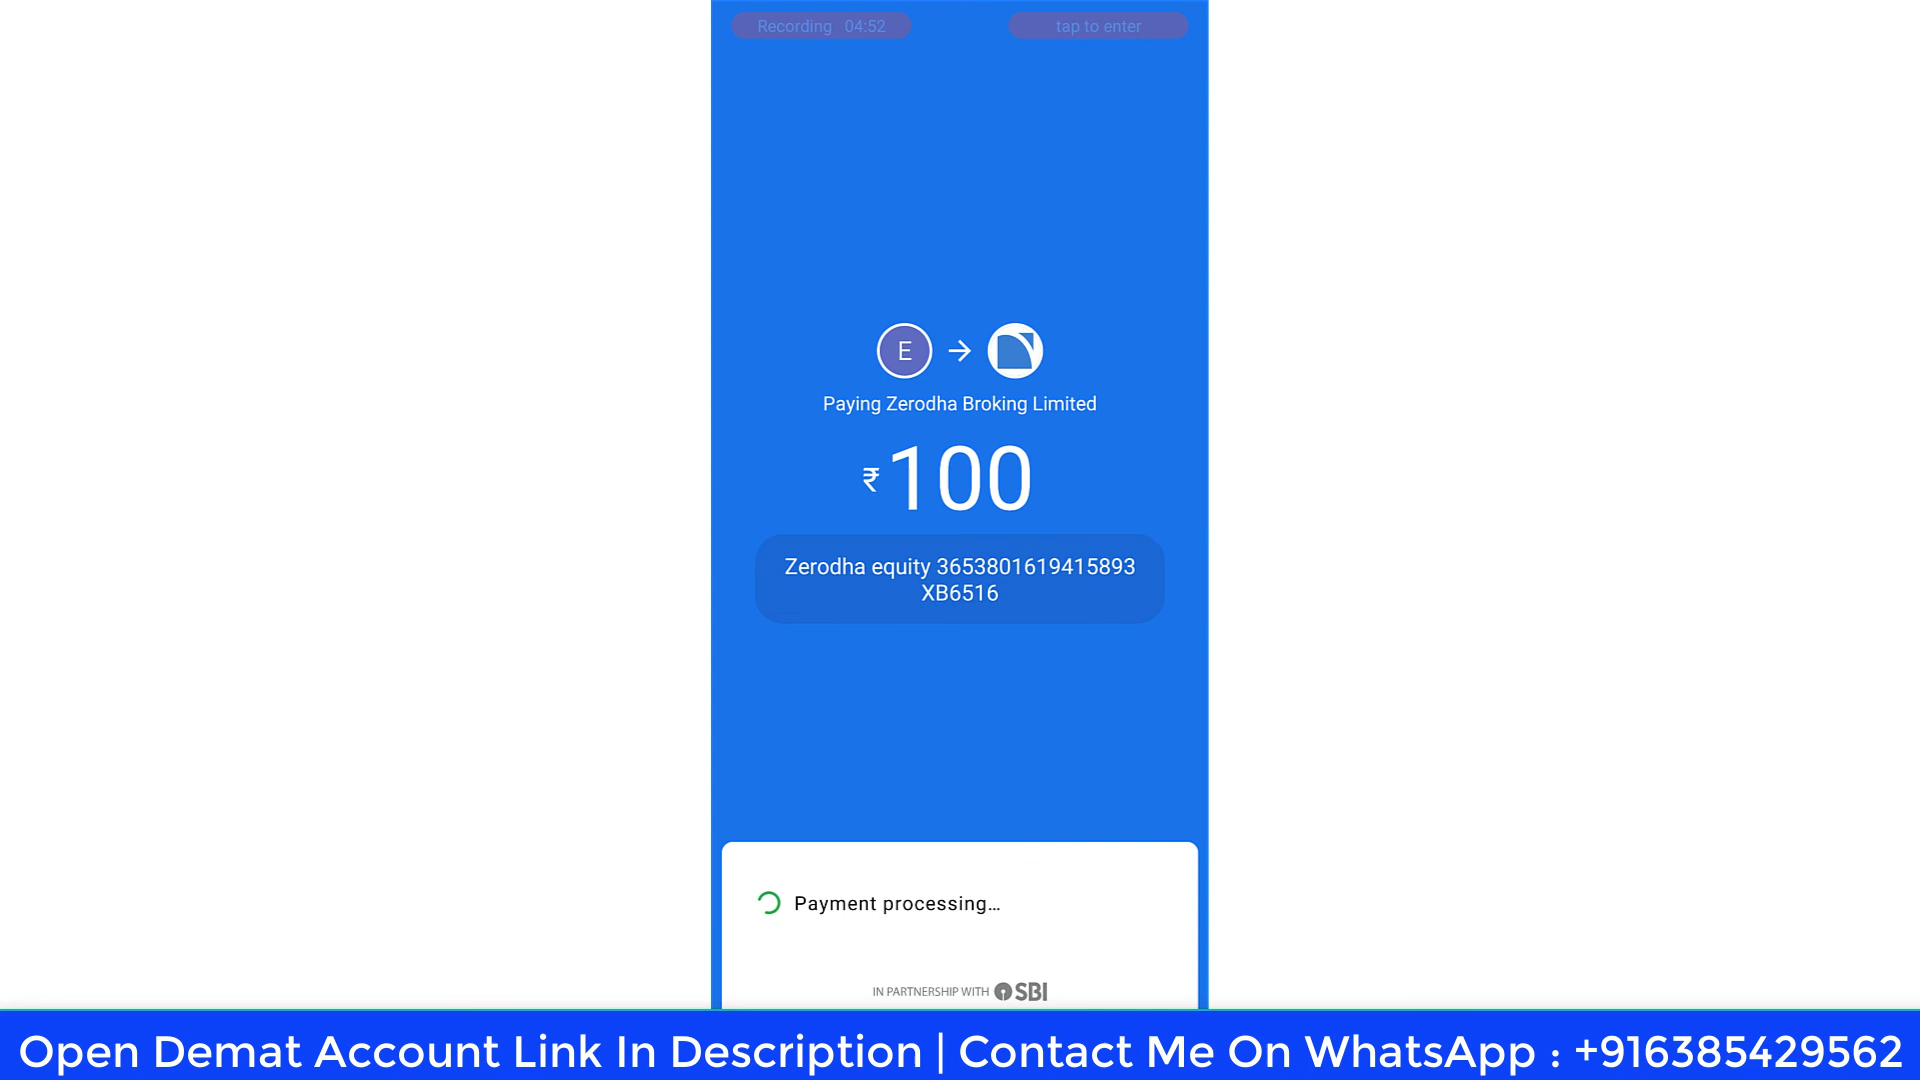 Recording 04:52
tap to enter
E
Paying Zerodha Broking Limited
₹100
Zerodha equity 3653801619415893
XB6516
Payment processing...
IN PARTNERSHIP WITH SBI
Open Demat Account Link In Description | Contact Me On WhatsApp : +916385429562